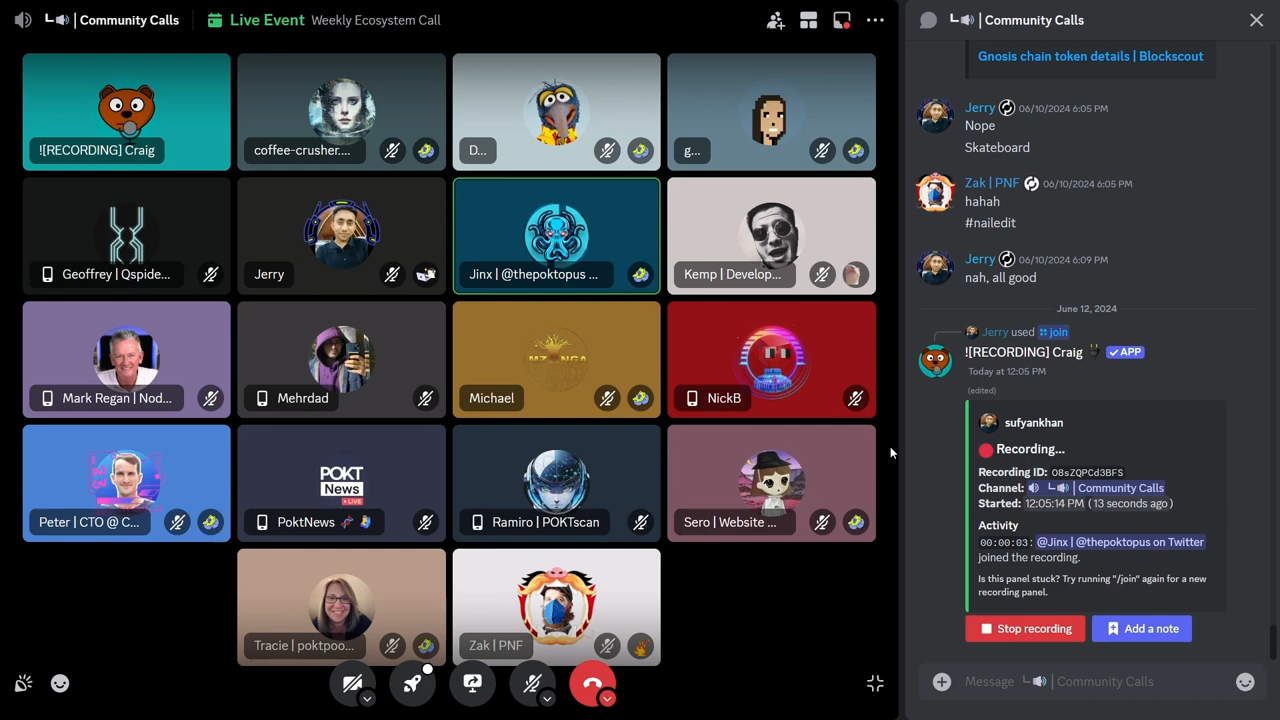 | Community Calls
Live Event Weekly Ecosystem Call
![RECORDING] Craig
coffee-crusher....
D...
g...
Geoffrey | Qspide...
Jerry
Jinx | @thepoktopus ...
Kemp | Develop...
Mark Regan | Nod...
Mehrdad
Michael
MZ NGA
NickB
Peter | CTO @ C...
POKT
News
LIVE
PoktNews
Ramiro | POKTscan
Sero | Website ...
Tracie | poktpoo...
Zak | PNF
| Community Calls
Gnosis chain token details | Blockscout
Jerry 06/10/2024 6:05 PM
Nope
Skateboard
Zak | PNF 06/10/2024 6:05 PM
hahah
#nailedit
Jerry 06/10/2024 6:09 PM
nah, all good
June 12, 2024
Jerry used join
![RECORDING] Craig APP
Today at 12:05 PM
(edited)
sufyankhan
Recording...
Recording ID: 08sZQPCd3BFS
Channel: | Community Calls
Started: 12:05:14 PM (13 seconds ago)
Activity
00:00:03: @Jinx | @thepoktopus on Twitter
joined the recording.
Is this panel stuck? Try running "/join" again for a new
recording panel.
Stop recording
Add a note
Message | Community Calls